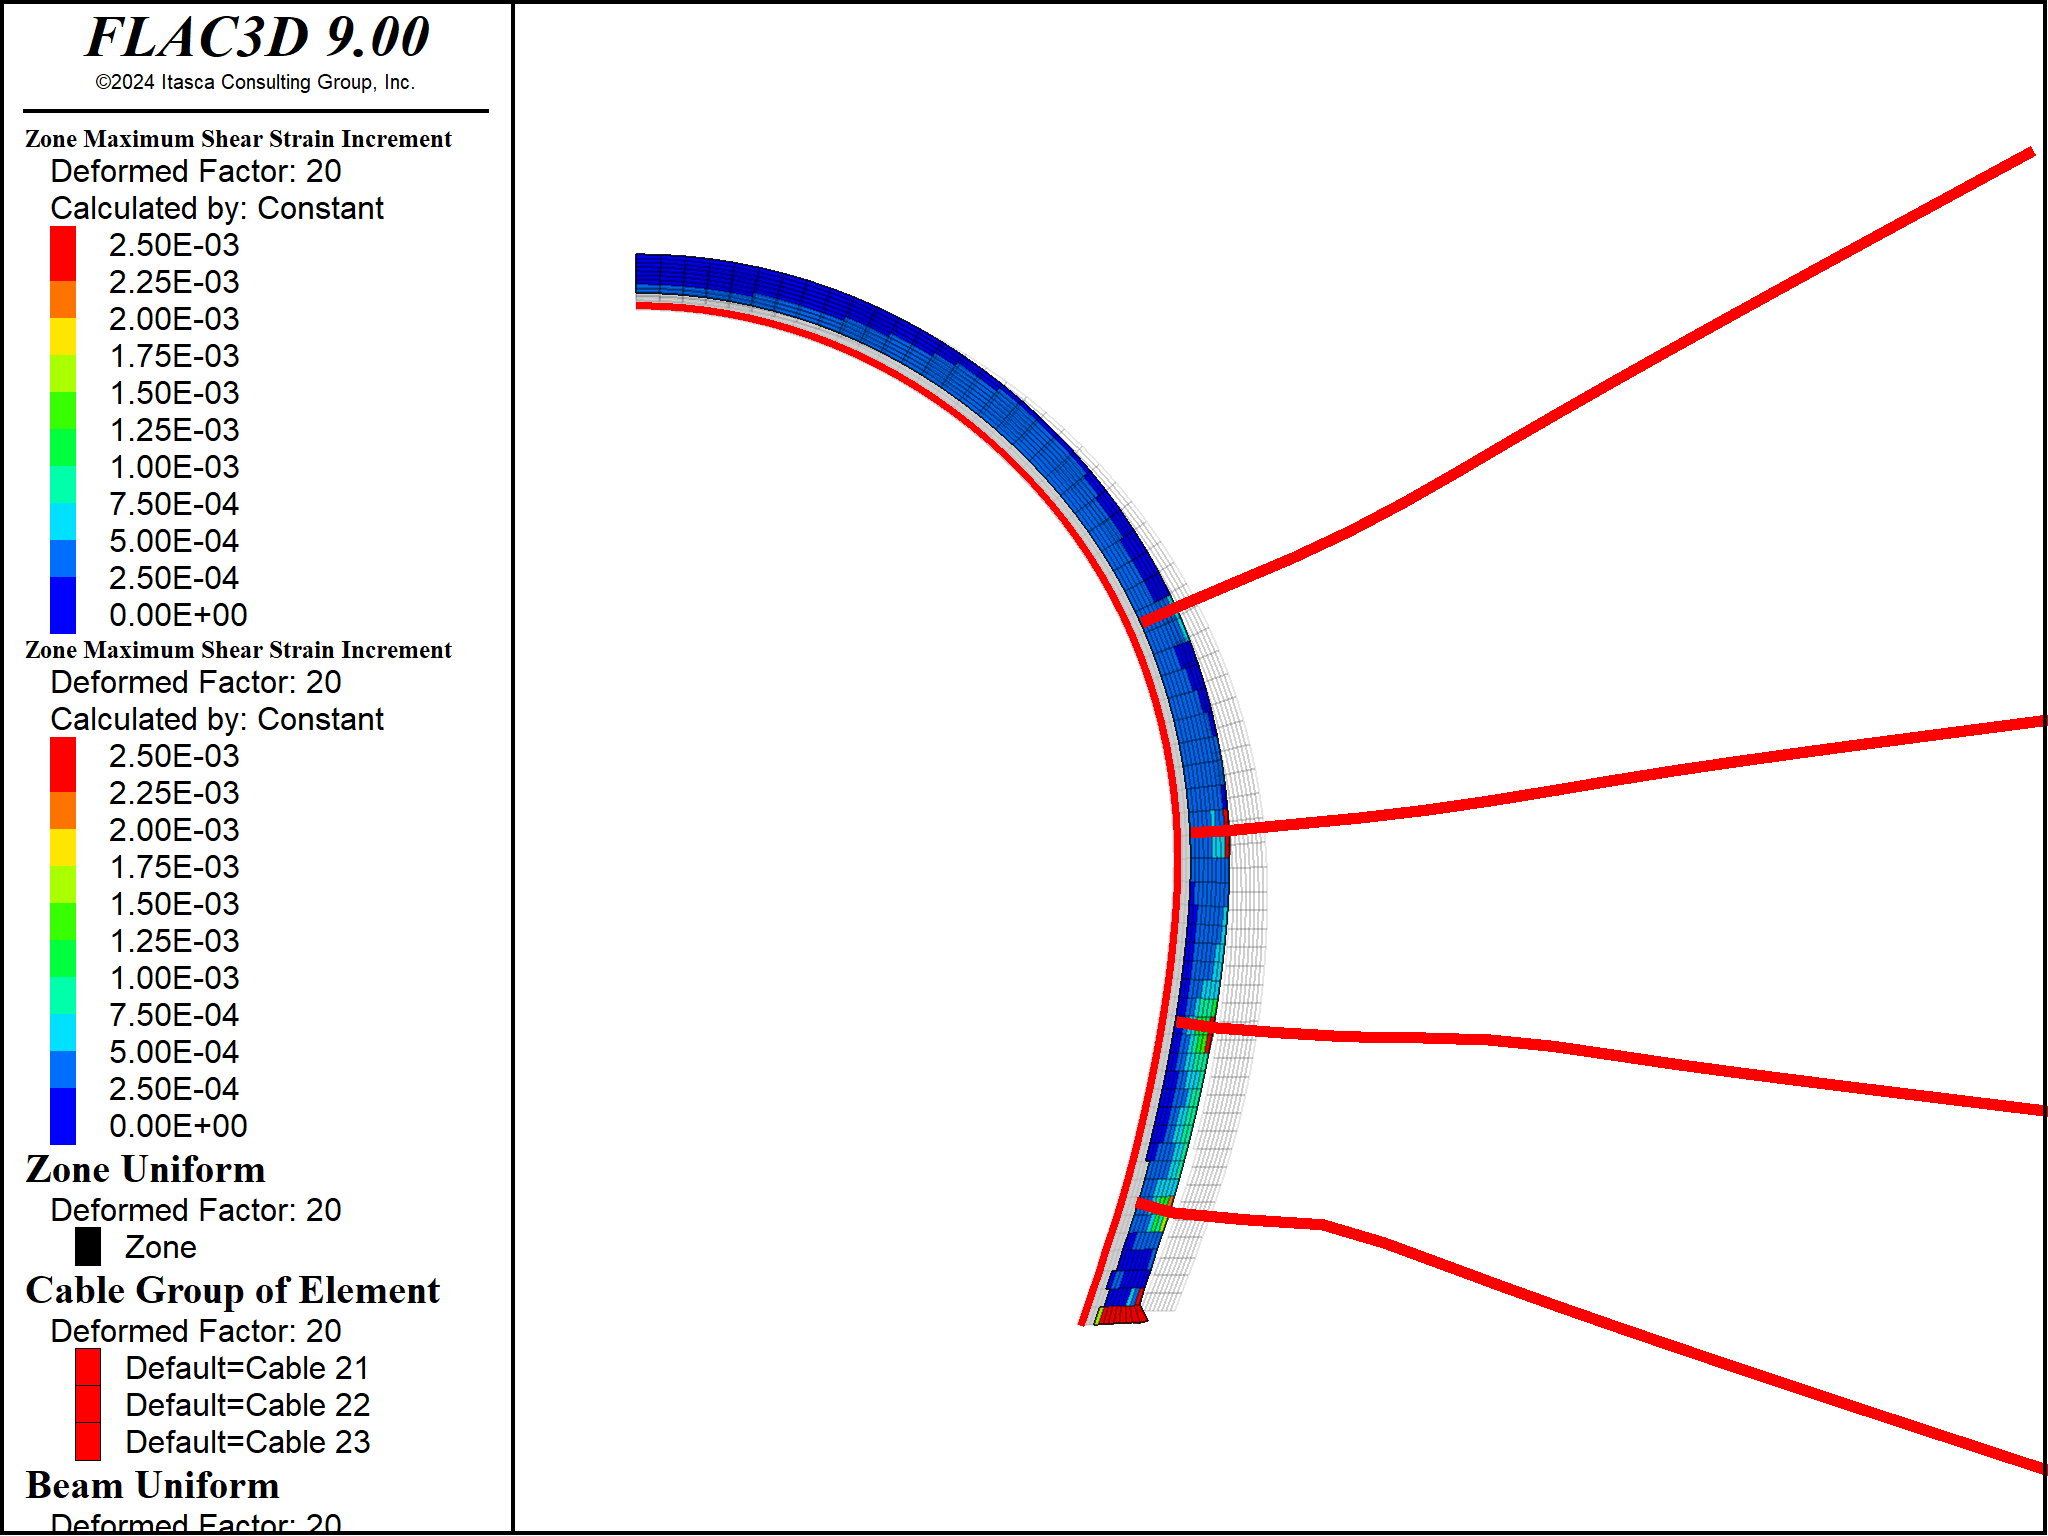 FLAC3D 9.00
©2024 Itasca Consulting Group, Inc.
Zone Maximum Shear Strain Increment
Deformed Factor: 20
Calculated by: Constant
2.50E-03
2.25E-03
2.00E-03
1.75E-03
1.50E-03
1.25E-03
1.00E-03
7.50E-04
5.00E-04
2.50E-04
0.00E+00
Zone Maximum Shear Strain Increment
Deformed Factor: 20
Calculated by: Constant
2.50E-03
2.25E-03
2.00E-03
1.75E-03
1.50E-03
1.25E-03
1.00E-03
7.50E-04
5.00E-04
2.50E-04
0.00E+00
Zone Uniform
Deformed Factor: 20
Zone
Cable Group of Element
Deformed Factor: 20
Default=Cable 21
Default=Cable 22
Default=Cable 23
Beam Uniform
Deformed Factor: 20